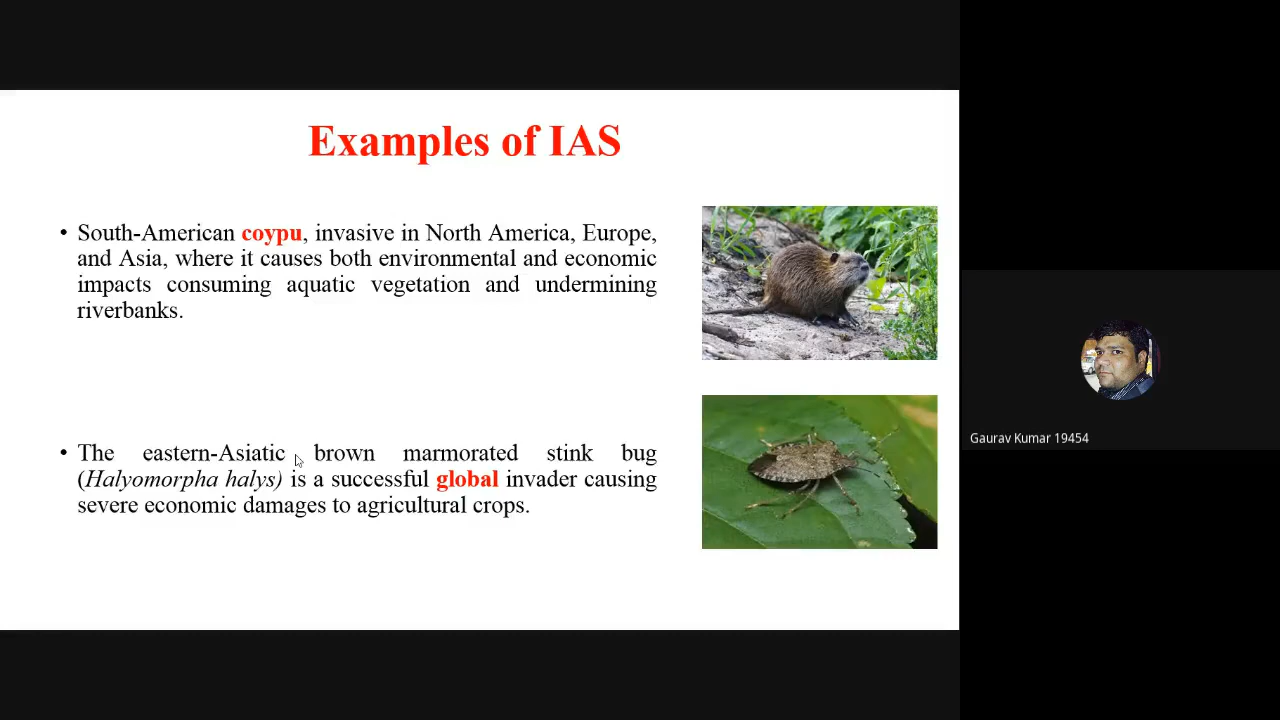 Examples of IAS
• South-American coypu, invasive in North America, Europe,
and Asia, where it causes both environmental and economic
impacts consuming aquatic vegetation and undermining
riverbanks.
• The eastern-Asiatic brown marmorated stink bug
(Halyomorpha halys) is a successful global invader causing
severe economic damages to agricultural crops.
Gaurav Kumar 19454